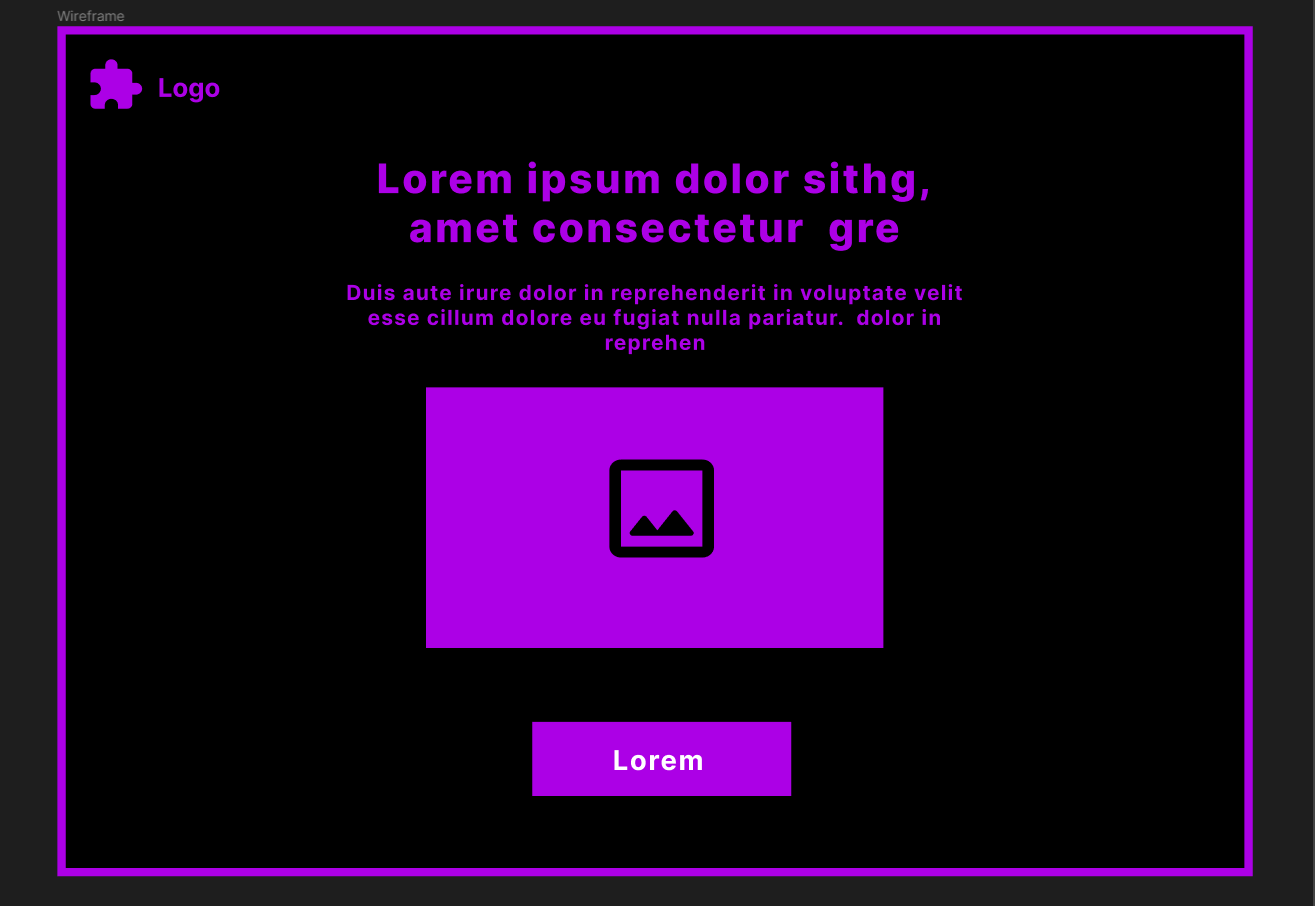 Wireframe
Logo
Lorem ipsum dolor sithg,
amet consectetur  gre
Duis aute irure dolor in reprehenderit in voluptate velit
esse cillum dolore eu fugiat nulla pariatur.  dolor in
reprehen
Lorem